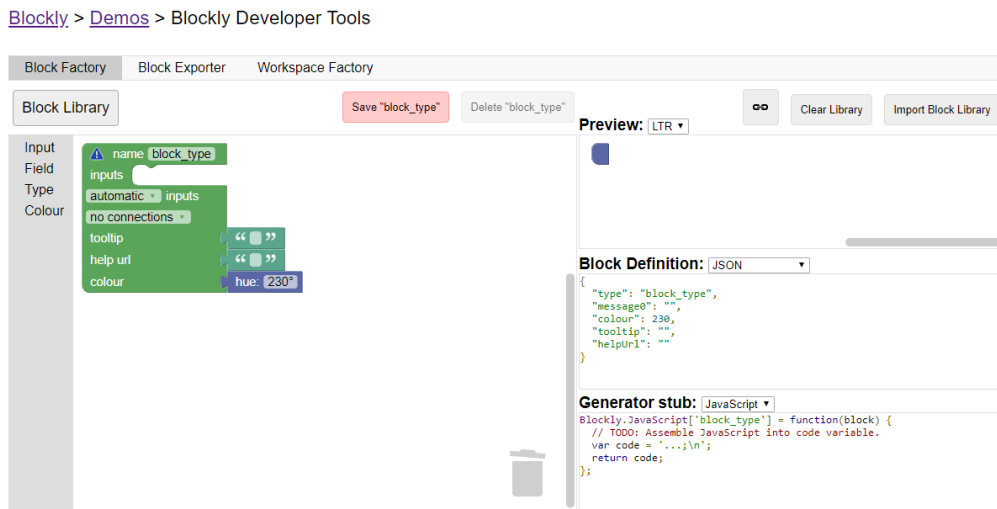 Blockly > Demos > Blockly Developer Tools
Block Factory Block Exporter Workspace Factory
Block Library
Save "block_type"
Delete "block_type"
Clear Library
Import Block Library
Input
Field
Type
Colour
name block_type
inputs
automatic ▾ inputs
no connections ▾
tooltip “ ”
help url “ ”
colour hue: 230°
Preview: LTR ▼
Block Definition: JSON ▼
{
  "type": "block_type",
  "message0": "",
  "colour": 230,
  "tooltip": "",
  "helpUrl": ""
}
Generator stub: JavaScript ▼
Blockly.JavaScript['block_type'] = function(block) {
  // TODO: Assemble JavaScript into code variable.
  var code = '...;\n';
  return code;
};